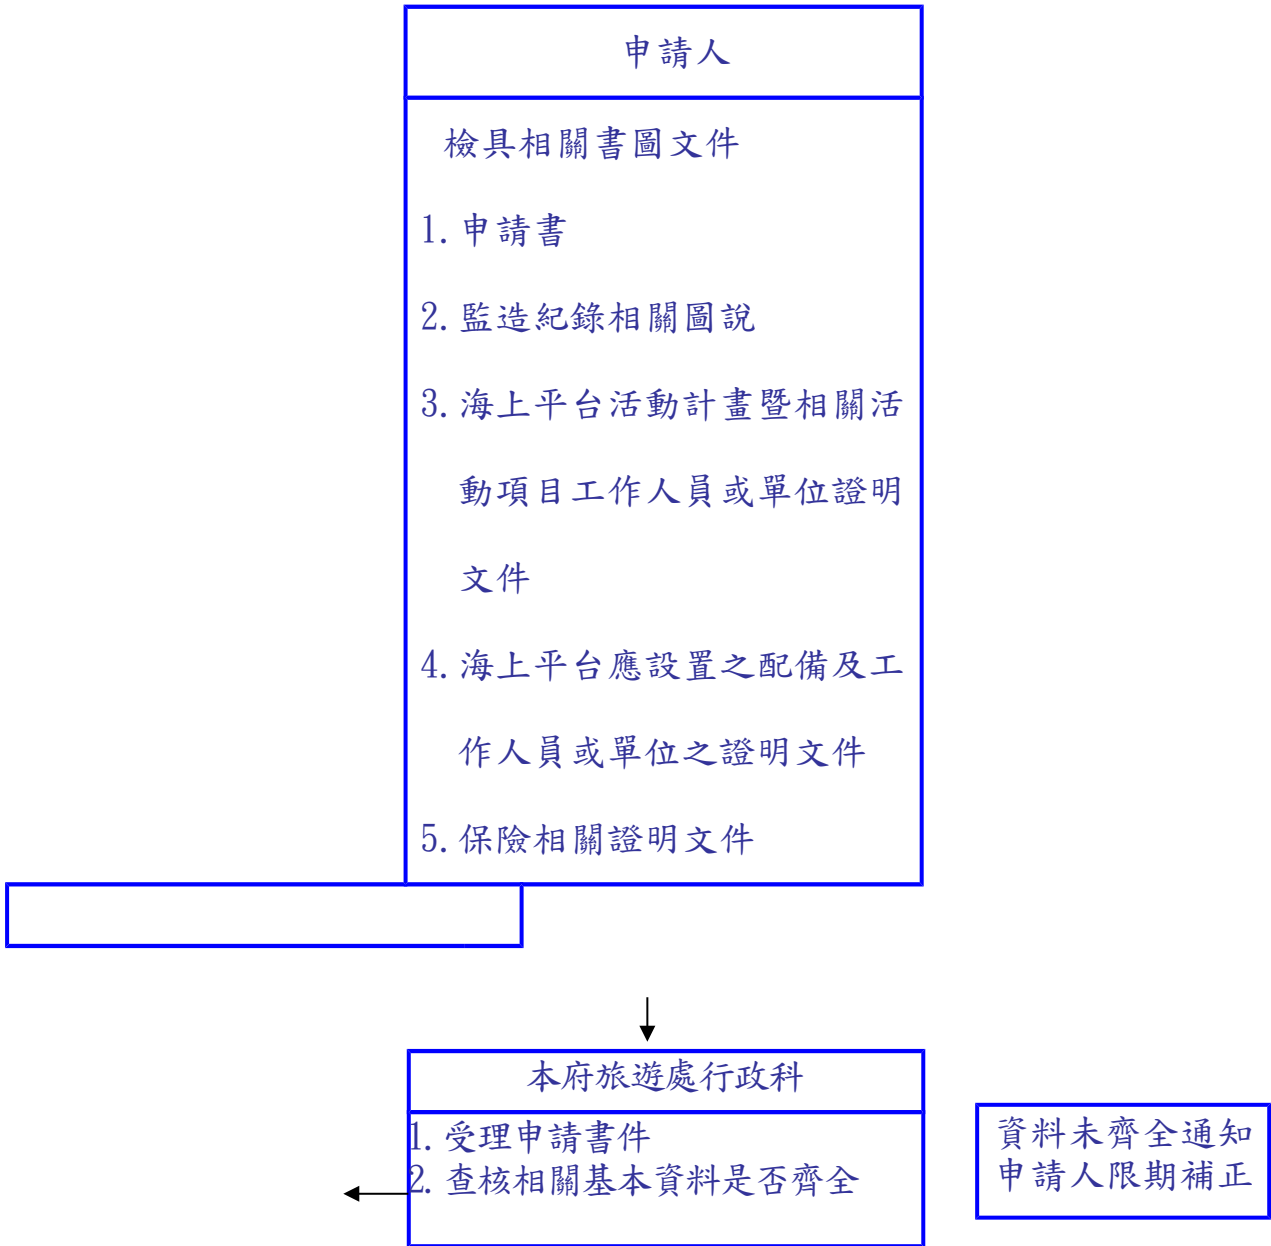 申請人
檢具相關書圖文件
1.申請書
2.監造紀錄相關圖說
3.海上平台活動計畫暨相關活
動項目工作人員或單位證明
文件
4.海上平台應設置之配備及工
作人員或單位之證明文件
5.保險相關證明文件
本府旅遊處行政科
1.受理申請書件
2.查核相關基本資料是否齊全
資料未齊全通知
申請人限期補正